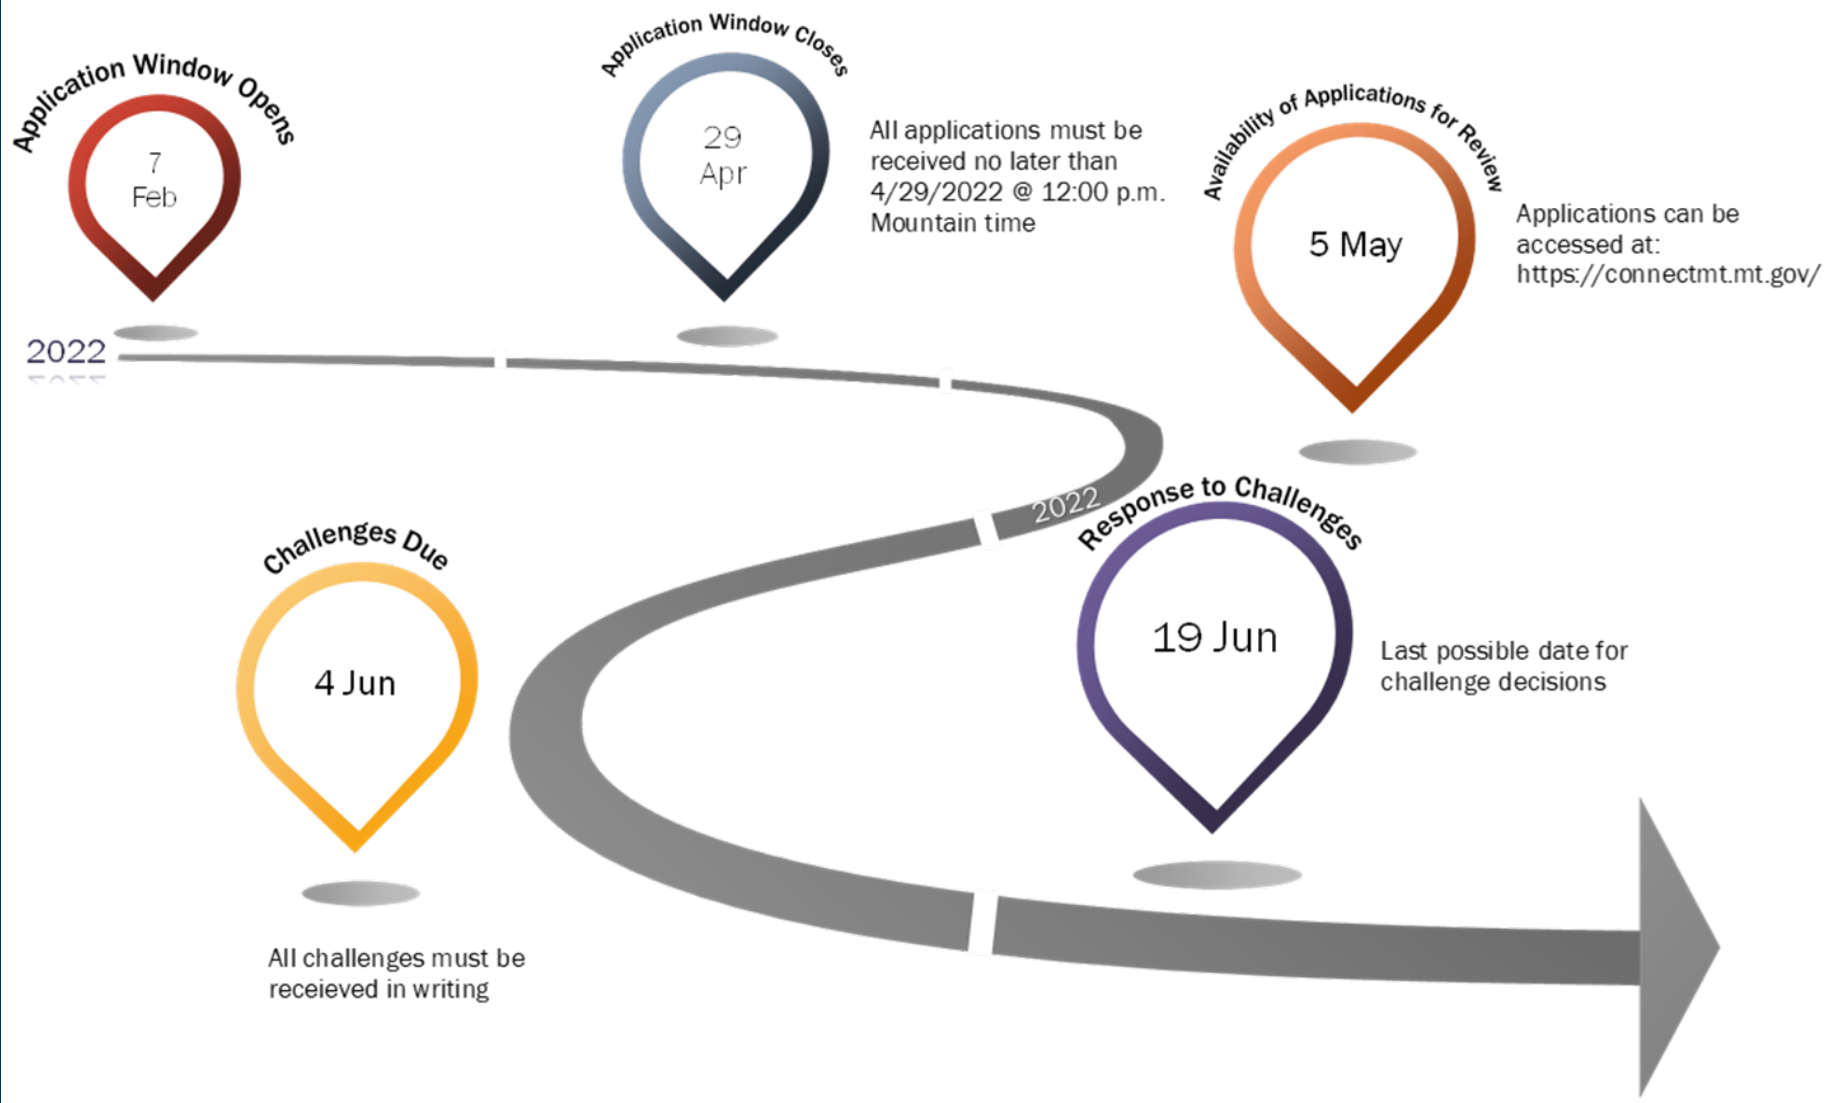 Application Window Opens
7
Feb
Application Window Closes
29
Apr
All applications must be
received no later than
4/29/2022 @ 12:00 p.m.
Mountain time
Availability of Applications for Review
5 May
Applications can be
accessed at:
https://connectmt.mt.gov/
2022
2022
Response to Challenges
19 Jun
Last possible date for
challenge decisions
Challenges Due
4 Jun
All challenges must be
receieved in writing